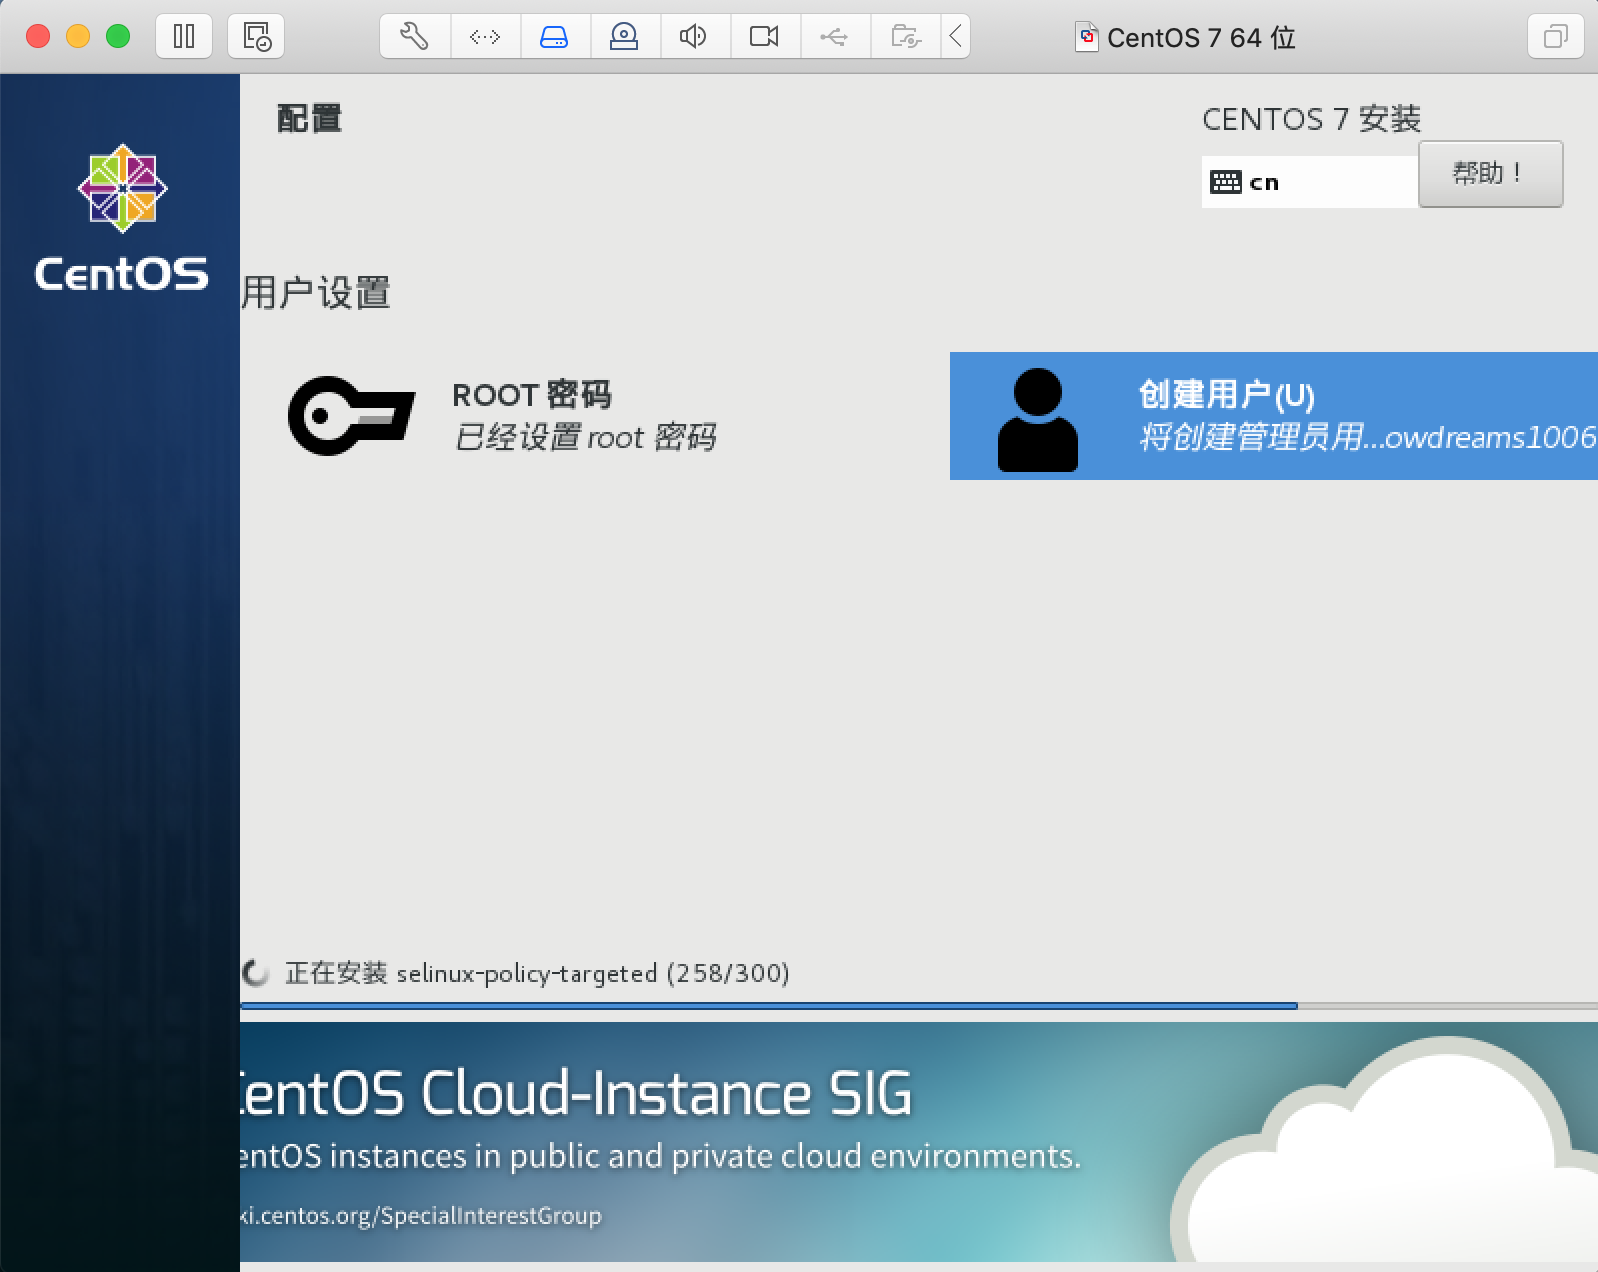 CentOS 7 64 位
CentOS
配置
CENTOS 7 安装
cn
帮助！
用户设置
ROOT 密码
已经设置 root 密码
创建用户(U)
将创建管理员用...owdreams1006
正在安装 selinux-policy-targeted (258/300)
CentOS Cloud-Instance SIG
entOS instances in public and private cloud environments.
ki.centos.org/SpecialInterestGroup